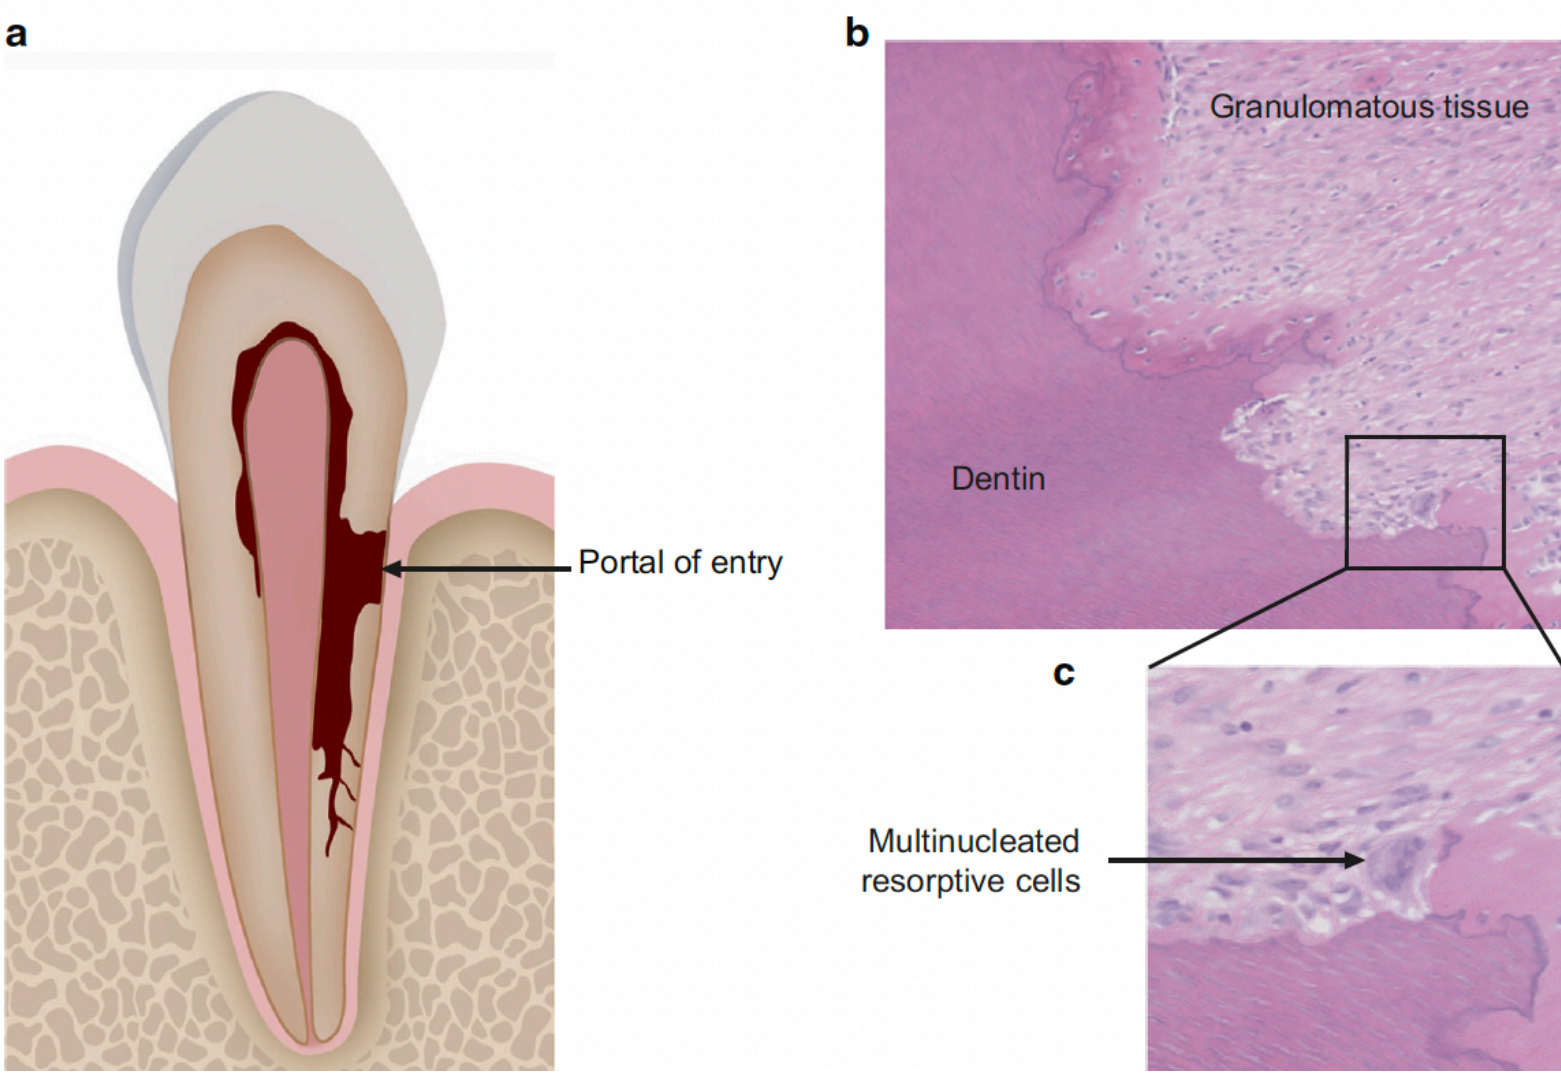 a
b
Granulomatous tissue
Dentin
Portal of entry
c
Multinucleated
resorptive cells